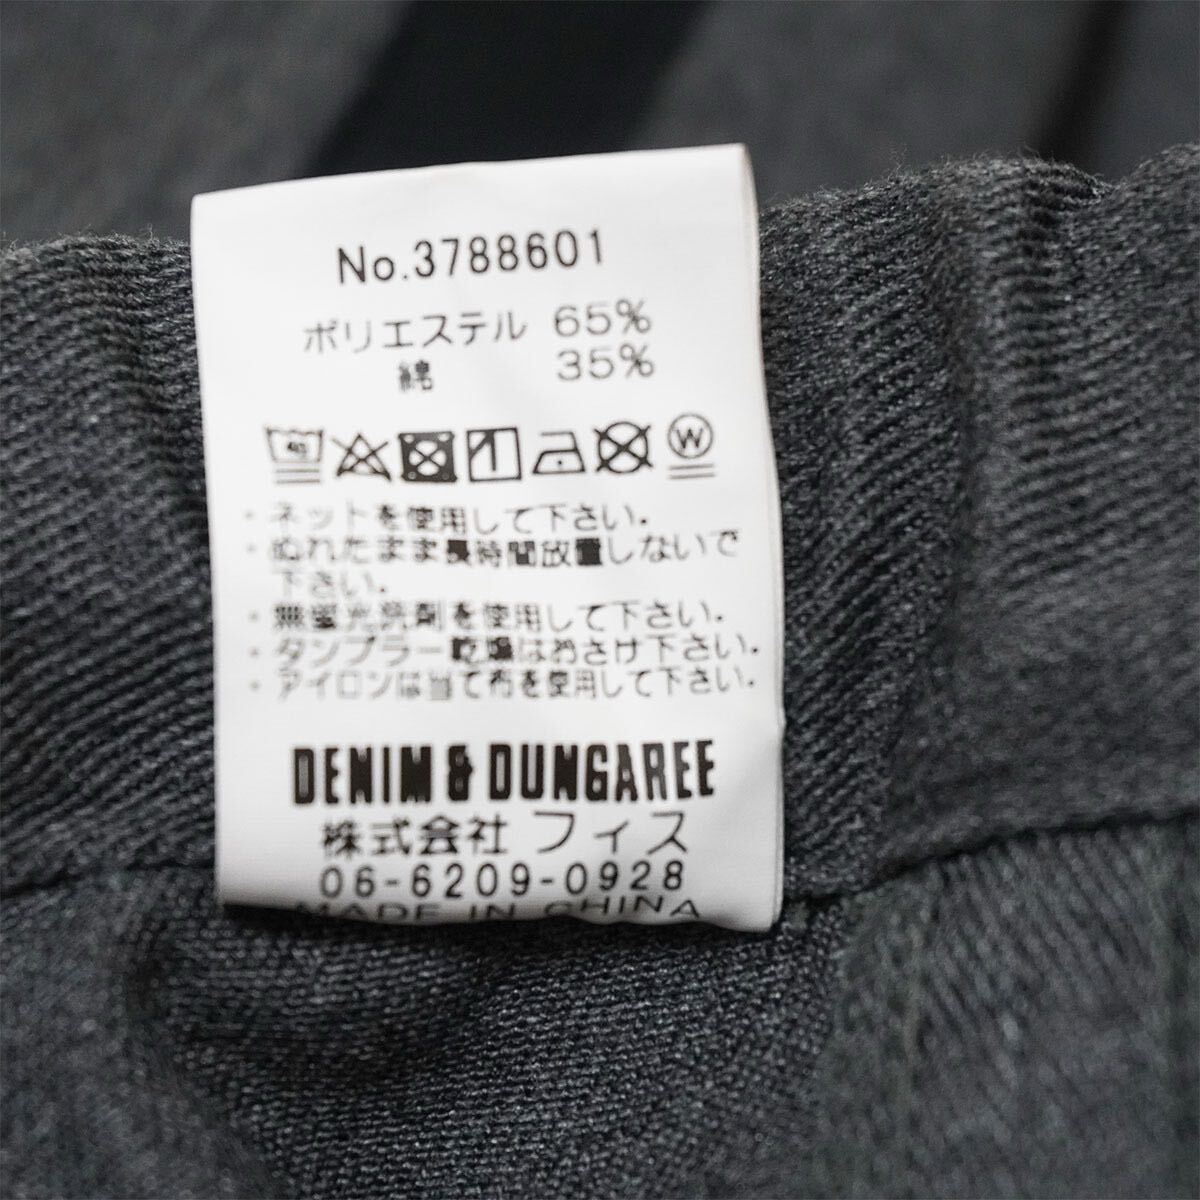 No.3788601
ポリエステル 65%
綿 35%
40 W
・ネットを使用して下さい.
・ぬれたまま長時間放置しないで
下さい.
・無蛍光洗剤を使用して下さい.
・タンブラー乾燥はおさけ下さい.
・アイロンは当て布を使用して下さい.
DENIM & DUNGAREE
株式会社 フィス
06-6209-0928
MADE IN CHINA